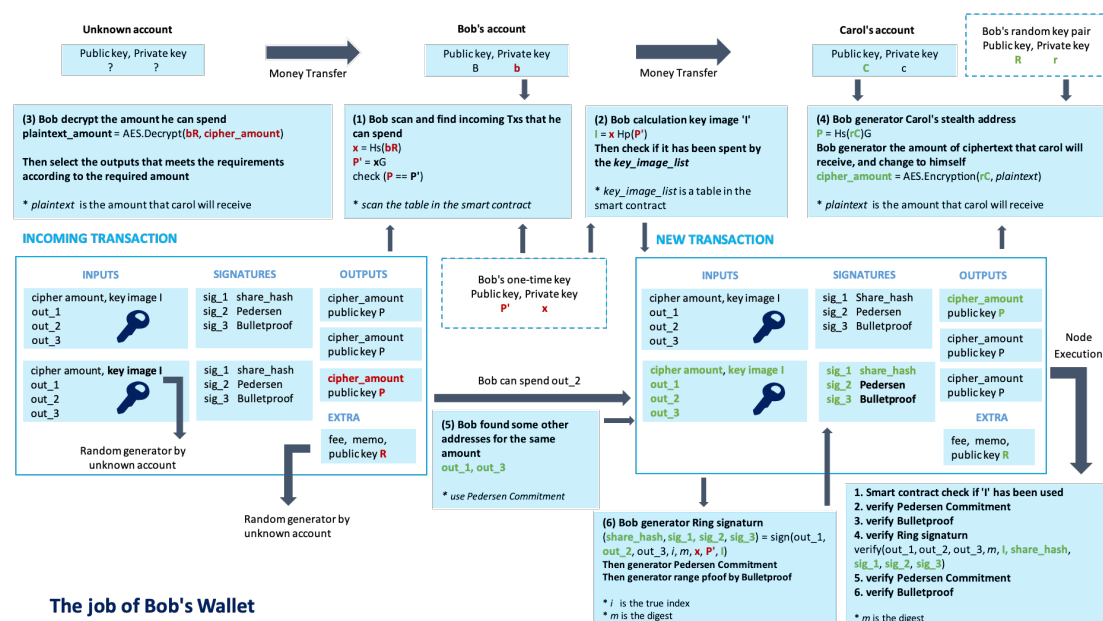 Unknown account
Public key, Private key
? ?
Money Transfer
Bob's account
Public key, Private key
B b
Money Transfer
Carol's account
Public key, Private key
C c
Bob's random key pair
Public key, Private key
R r
(3) Bob decrypt the amount he can spend
plaintext_amount = AES.Decrypt(bR, cipher_amount)
Then select the outputs that meets the requirements
according to the required amount
* plaintext is the amount that carol will receive
(1) Bob scan and find incoming Txs that he
can spend
x = Hs(bR)
P' = xG
check (P == P')
* scan the table in the smart contract
(2) Bob calculation key image 'I'
I = x Hp(P')
Then check if it has been spent by
the key_image_list
* key_image_list is a table in the
smart contract
(4) Bob generator Carol's stealth address
P = Hs(rC)G
Bob generator the amount of ciphertext that carol will
receive, and change to himself
cipher_amount = AES.Encryption(rC, plaintext)
* plaintext is the amount that carol will receive
INCOMING TRANSACTION
INPUTS
cipher amount, key image I
out_1
out_2
out_3
cipher amount, key image I
out_1
out_2
out_3
Random generator by
unknown account
SIGNATURES
sig_1 share_hash
sig_2 Pedersen
sig_3 Bulletproof
sig_1 share_hash
sig_2 Pedersen
sig_3 Bulletproof
OUTPUTS
cipher_amount
public key P
cipher_amount
public key P
cipher_amount
public key P
EXTRA
fee, memo,
public key R
Random generator by
unknown account
Bob's one-time key
Public key, Private key
P' x
Bob can spend out_2
(5) Bob found some other
addresses for the same
amount
out_1, out_3
* use Pedersen Commitment
NEW TRANSACTION
INPUTS
cipher amount, key image I
out_1
out_2
out_3
cipher amount, key image I
out_1
out_2
out_3
SIGNATURES
sig_1 Share_hash
sig_2 Pedersen
sig_3 Bulletproof
sig_1 share_hash
sig_2 Pedersen
sig_3 Bulletproof
OUTPUTS
cipher_amount
public key P
cipher_amount
public key P
cipher_amount
public key P
EXTRA
fee, memo,
public key R
Node
Execution
(6) Bob generator Ring signaturn
(share_hash, sig_1, sig_2, sig_3) = sign(out_1,
out_2, out_3, i, m, x, P', I)
Then generator Pedersen Commitment
Then generator range pfoof by Bulletproof
* i is the true index
* m is the digest
1. Smart contract check if 'I' has been used
2. verify Pedersen Commitment
3. verify Bulletproof
4. verify Ring signaturn
verify(out_1, out_2, out_3, m, I, share_hash,
sig_1, sig_2, sig_3)
5. verify Pedersen Commitment
6. verify Bulletproof
* m is the digest
The job of Bob's Wallet